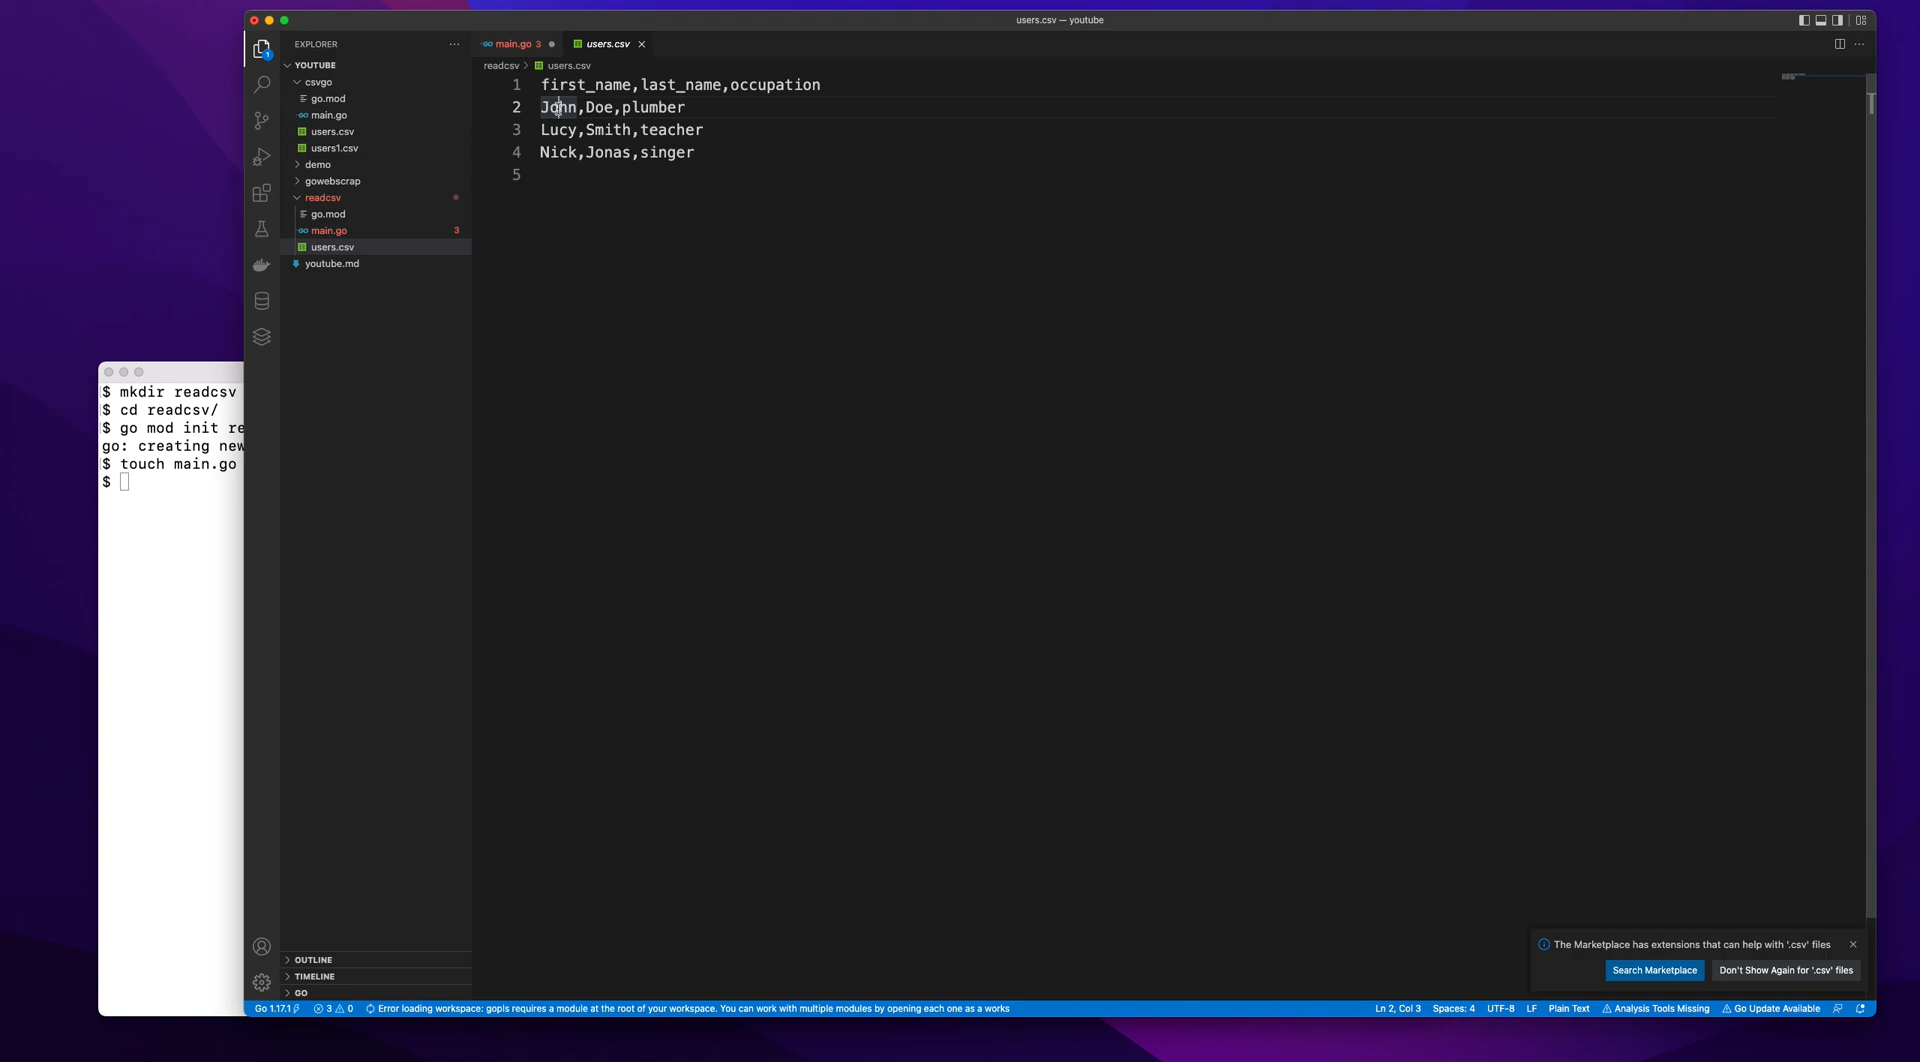 users.csv — youtube
EXPLORER
main.go 3
users.csv
YOUTUBE
readcsv > users.csv
csvgo
go.mod
main.go
users.csv
users1.csv
demo
gowebscrap
readcsv
go.mod
main.go 3
users.csv
youtube.md
1
1 first_name,last_name,occupation
2 John,Doe,plumber
3 Lucy,Smith,teacher
4 Nick,Jonas,singer
5
$ mkdir readcsv
$ cd readcsv/
$ go mod init re
go: creating new
$ touch main.go
$
OUTLINE
TIMELINE
GO
The Marketplace has extensions that can help with '.csv' files
Search Marketplace
Don't Show Again for '.csv' files
Go 1.17.1
3 0
Error loading workspace: gopls requires a module at the root of your workspace. You can work with multiple modules by opening each one as a works
Ln 2, Col 3
Spaces: 4
UTF-8
LF
Plain Text
Analysis Tools Missing
Go Update Available